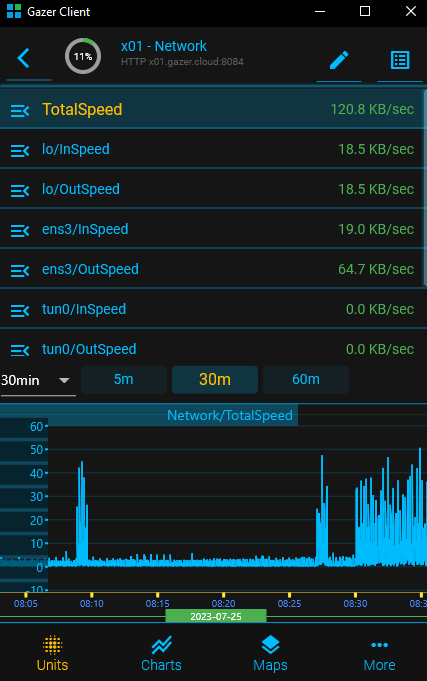 Gazer Client
11%
x01 - Network
HTTP x01.gazer.cloud:8084
TotalSpeed 120.8 KB/sec
lo/InSpeed 18.5 KB/sec
lo/OutSpeed 18.5 KB/sec
ens3/InSpeed 19.0 KB/sec
ens3/OutSpeed 64.7 KB/sec
tun0/InSpeed 0.0 KB/sec
tun0/OutSpeed 0.0 KB/sec
30min 5m 30m 60m
Network/TotalSpeed
60
50
40
30
20
10
0
-10
08:05 08:10 08:15 08:20 08:25 08:30
2023-07-25
Units Charts Maps More